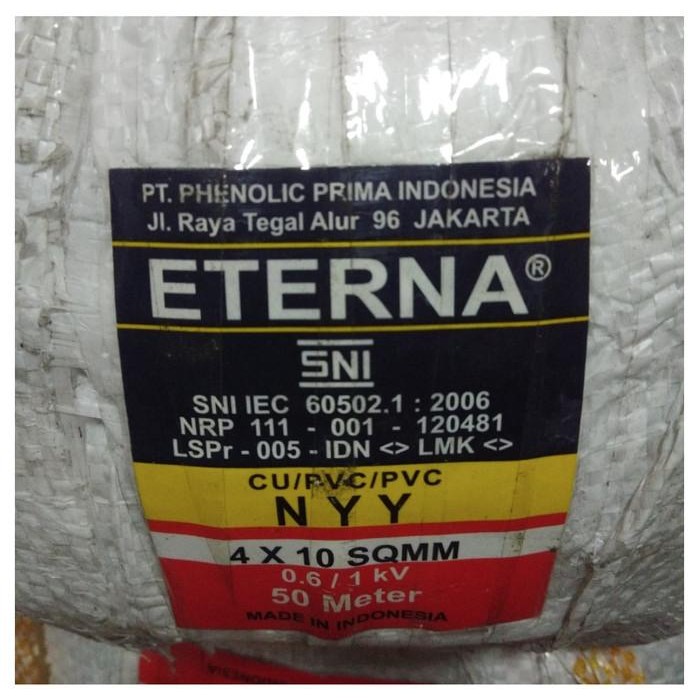 PT. PHENOLIC PRIMA INDONESIA
Jl. Raya Tegal Alur 96 JAKARTA
ETERNA®
SNI
SNI IEC 60502.1 : 2006
NRP 111 - 001 - 120481
LSPr - 005 - IDN <> LMK <>
CU/PVC/PVC
NYY
4 X 10 SQMM
0.6 / 1 kV
50 Meter
MADE IN INDONESIA